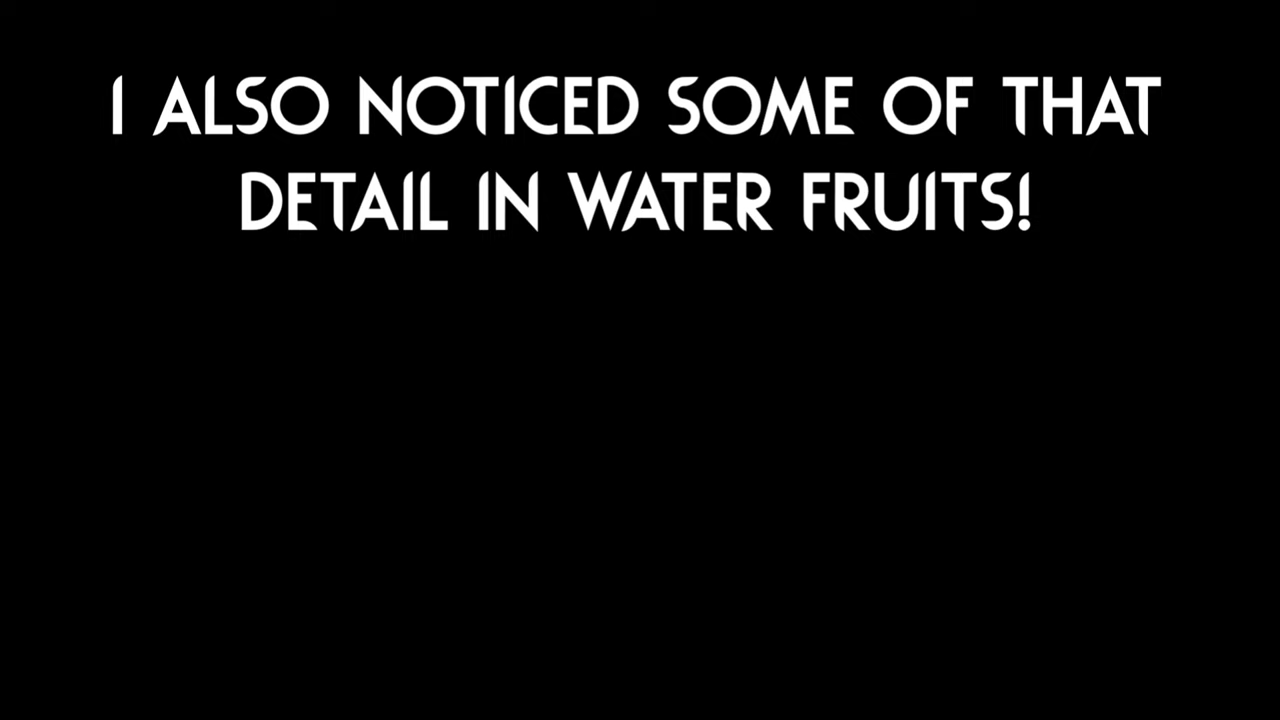 I ALSO NOTICED SOME OF THAT
DETAIL IN WATER FRUITS!